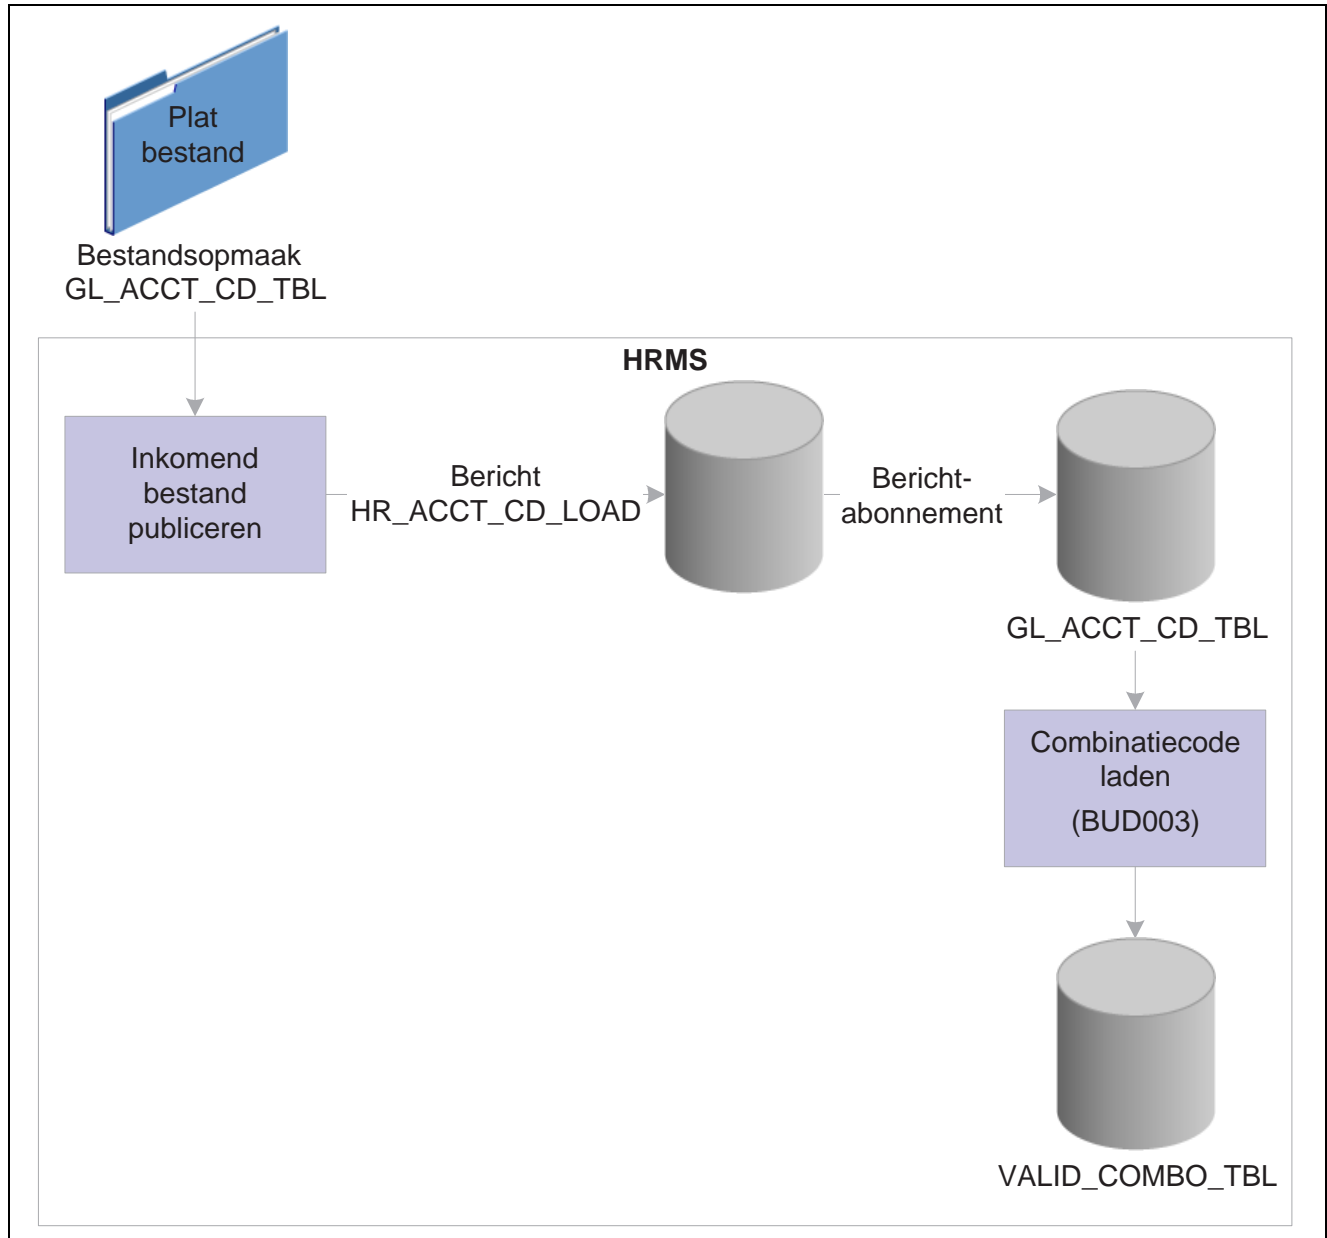 Plat
bestand
Bestandsopmaak
GL_ACCT_CD_TBL
HRMS
Inkomend
bestand
publiceren
Bericht
HR_ACCT_CD_LOAD
Bericht-
abonnement
GL_ACCT_CD_TBL
Combinatiecode
laden
(BUD003)
VALID_COMBO_TBL